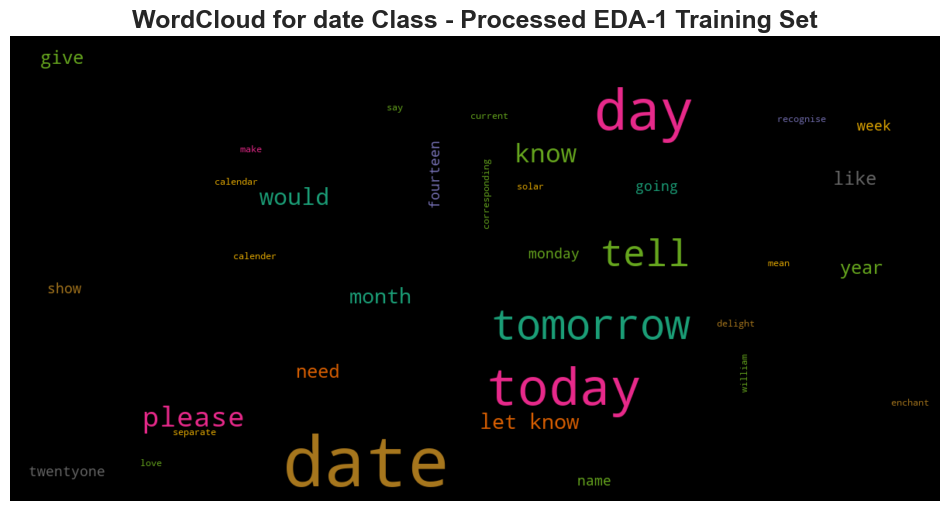 WordCloud for date Class - Processed EDA-1 Training Set
give
day
say
current
recognise
week
make
fourteen
know
calendar
would
corresponding
solar
going
like
calender
monday
tell
mean
year
show
month
tomorrow
delight
need
william
today
please
let know
enchant
separate
date
love
twentyone
name